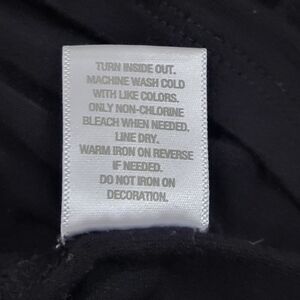 TURN INSIDE OUT.
MACHINE WASH COLD
WITH LIKE COLORS.
ONLY NON-CHLORINE
BLEACH WHEN NEEDED.
LINE DRY.
WARM IRON ON REVERSE
IF NEEDED.
DO NOT IRON ON
DECORATION.